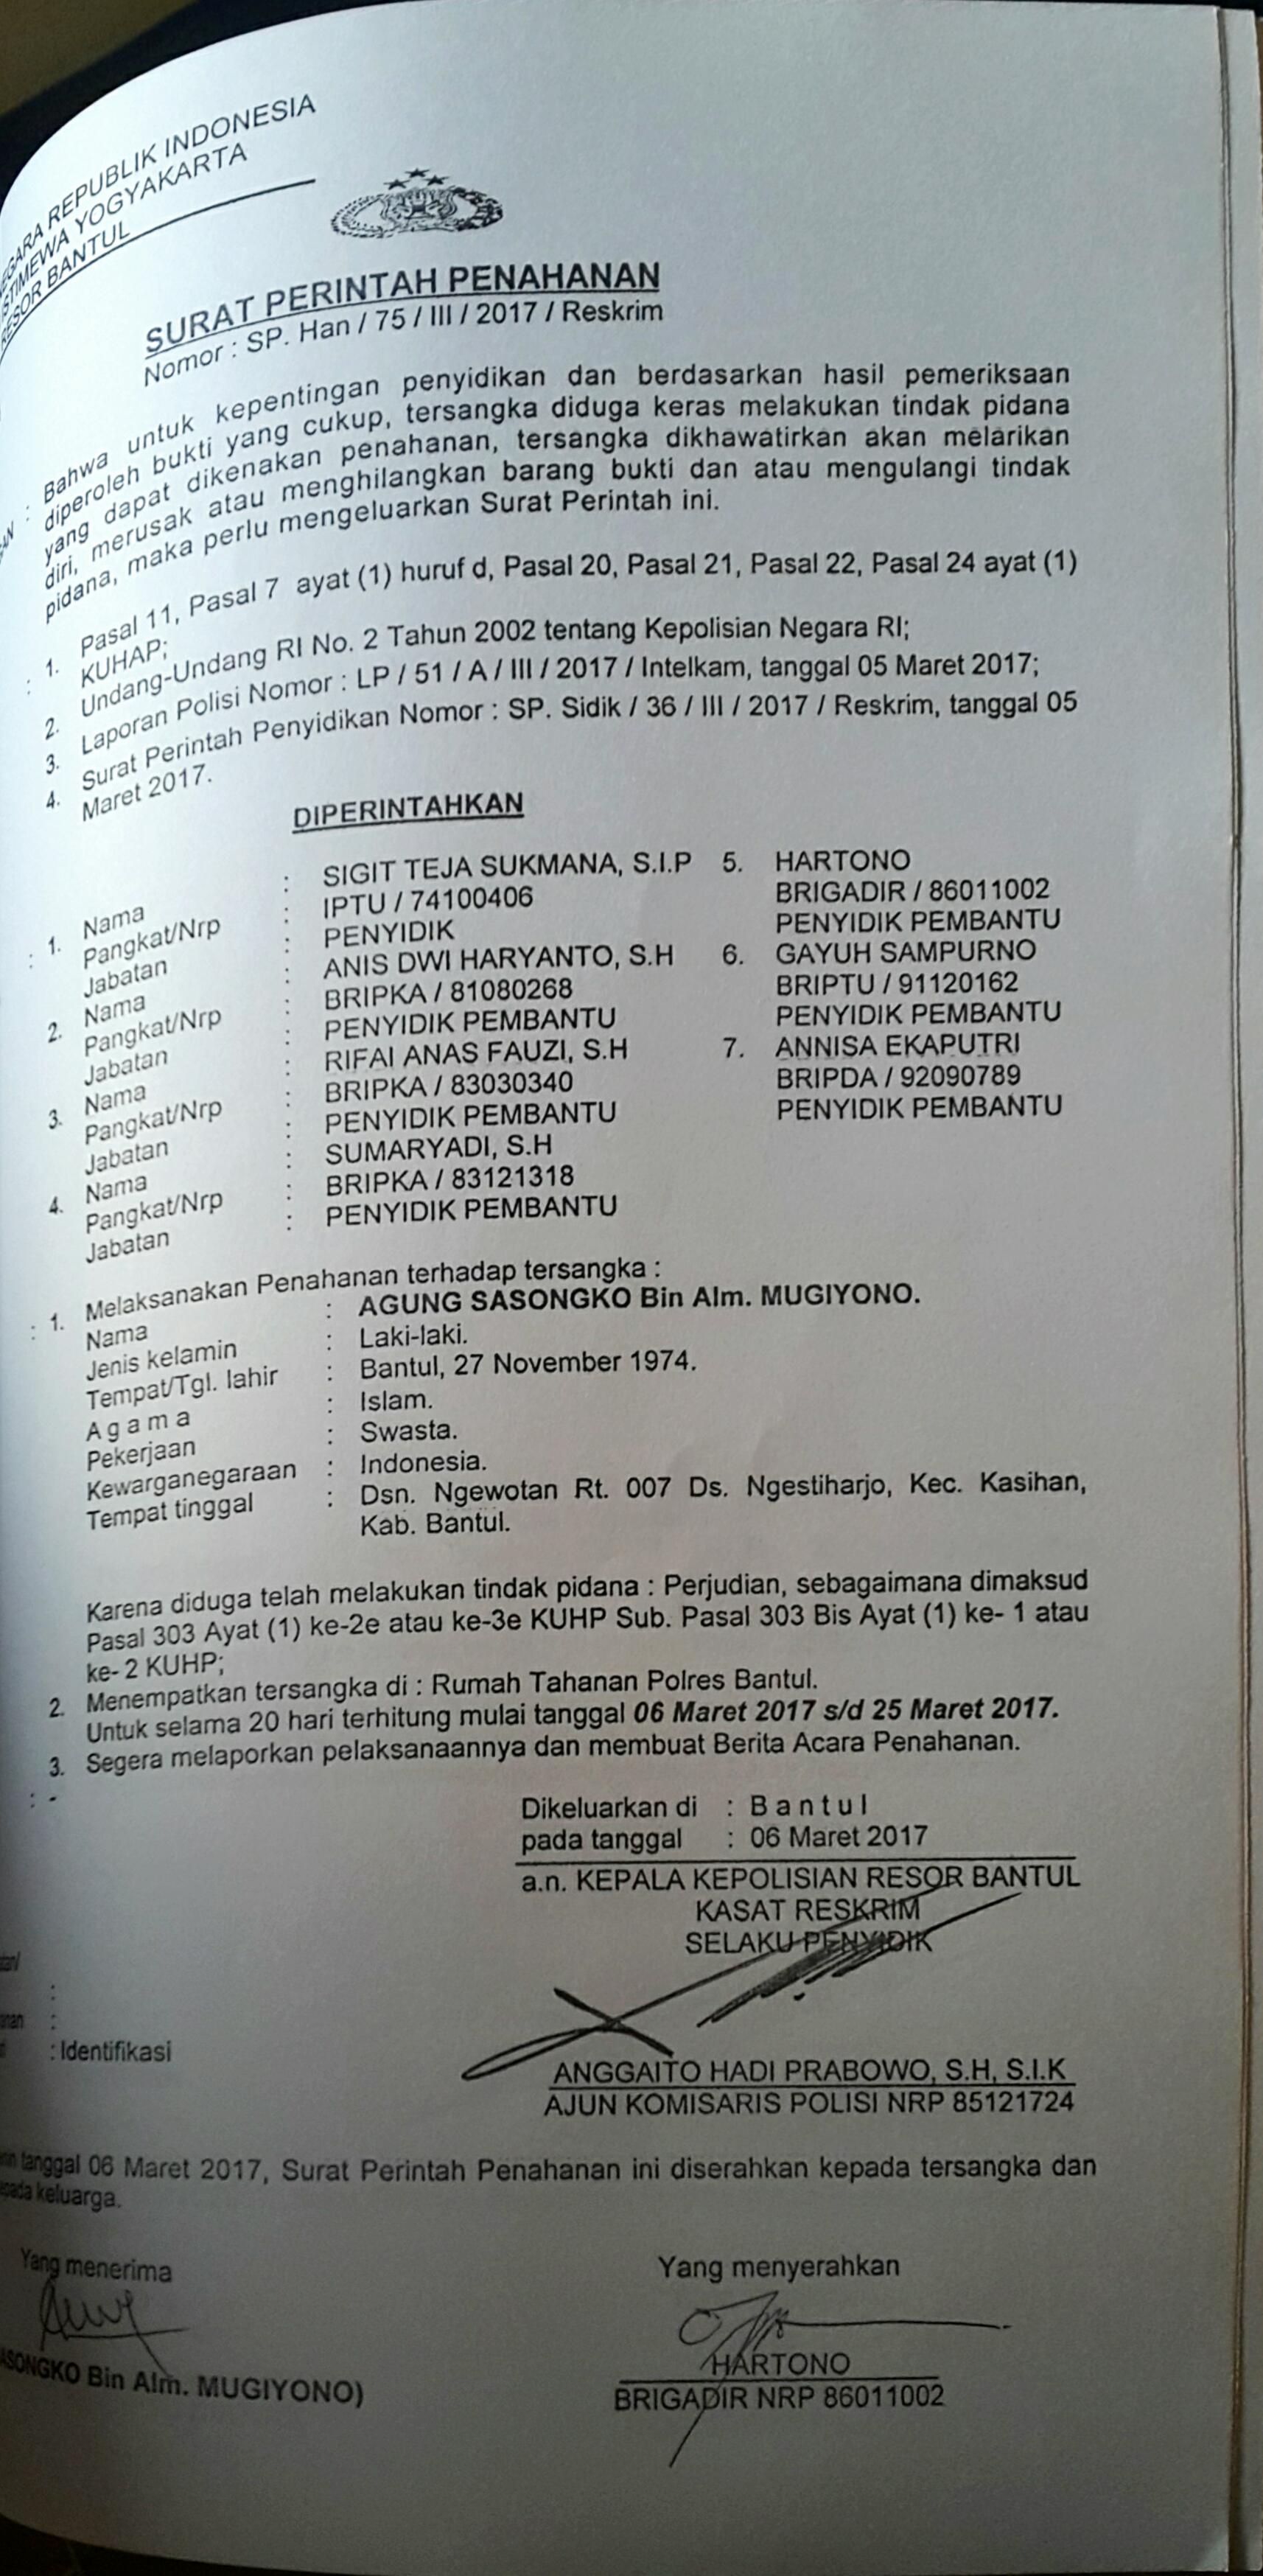 NEGARA REPUBLIK INDONESIA
ISTIMEWA YOGYAKARTA
RESOR BANTUL
SURAT PERINTAH PENAHANAN
Nomor : SP. Han / 75 / III / 2017 / Reskrim
: Bahwa untuk kepentingan penyidikan dan berdasarkan hasil pemeriksaan
diperoleh bukti yang cukup, tersangka diduga keras melakukan tindak pidana
yang dapat dikenakan penahanan, tersangka dikhawatirkan akan melarikan
diri, merusak atau menghilangkan barang bukti dan atau mengulangi tindak
pidana, maka perlu mengeluarkan Surat Perintah ini.
: 1. Pasal 11, Pasal 7 ayat (1) huruf d, Pasal 20, Pasal 21, Pasal 22, Pasal 24 ayat (1)
KUHAP;
2. Undang-Undang RI No. 2 Tahun 2002 tentang Kepolisian Negara RI;
3. Laporan Polisi Nomor : LP / 51 / A / III / 2017 / Intelkam, tanggal 05 Maret 2017;
4. Surat Perintah Penyidikan Nomor : SP. Sidik / 36 / III / 2017 / Reskrim, tanggal 05
Maret 2017.
DIPERINTAHKAN
: 1. Nama : SIGIT TEJA SUKMANA, S.I.P 5. HARTONO
Pangkat/Nrp : IPTU / 74100406 BRIGADIR / 86011002
Jabatan : PENYIDIK PENYIDIK PEMBANTU
2. Nama : ANIS DWI HARYANTO, S.H 6. GAYUH SAMPURNO
Pangkat/Nrp : BRIPKA / 81080268 BRIPTU / 91120162
Jabatan : PENYIDIK PEMBANTU PENYIDIK PEMBANTU
3. Nama : RIFAI ANAS FAUZI, S.H 7. ANNISA EKAPUTRI
Pangkat/Nrp : BRIPKA / 83030340 BRIPDA / 92090789
Jabatan : PENYIDIK PEMBANTU PENYIDIK PEMBANTU
4. Nama : SUMARYADI, S.H
Pangkat/Nrp : BRIPKA / 83121318
Jabatan : PENYIDIK PEMBANTU
: 1. Melaksanakan Penahanan terhadap tersangka :
Nama : AGUNG SASONGKO Bin Alm. MUGIYONO.
Jenis kelamin : Laki-laki.
Tempat/Tgl. lahir : Bantul, 27 November 1974.
A g a m a : Islam.
Pekerjaan : Swasta.
Kewarganegaraan : Indonesia.
Tempat tinggal : Dsn. Ngewotan Rt. 007 Ds. Ngestiharjo, Kec. Kasihan,
Kab. Bantul.
Karena diduga telah melakukan tindak pidana : Perjudian, sebagaimana dimaksud
Pasal 303 Ayat (1) ke-2e atau ke-3e KUHP Sub. Pasal 303 Bis Ayat (1) ke- 1 atau
ke- 2 KUHP;
2. Menempatkan tersangka di : Rumah Tahanan Polres Bantul.
Untuk selama 20 hari terhitung mulai tanggal 06 Maret 2017 s/d 25 Maret 2017.
3. Segera melaporkan pelaksanaannya dan membuat Berita Acara Penahanan.
: -
Dikeluarkan di : B a n t u l
pada tanggal : 06 Maret 2017
a.n. KEPALA KEPOLISIAN RESOR BANTUL
KASAT RESKRIM
SELAKU PENYIDIK
:
:
: Identifikasi
ANGGAITO HADI PRABOWO, S.H, S.I.K
AJUN KOMISARIS POLISI NRP 85121724
tanggal 06 Maret 2017, Surat Perintah Penahanan ini diserahkan kepada tersangka dan
keluarga.
Yang menerima Yang menyerahkan
SASONGKO Bin Alm. MUGIYONO) HARTONO
BRIGADIR NRP 86011002